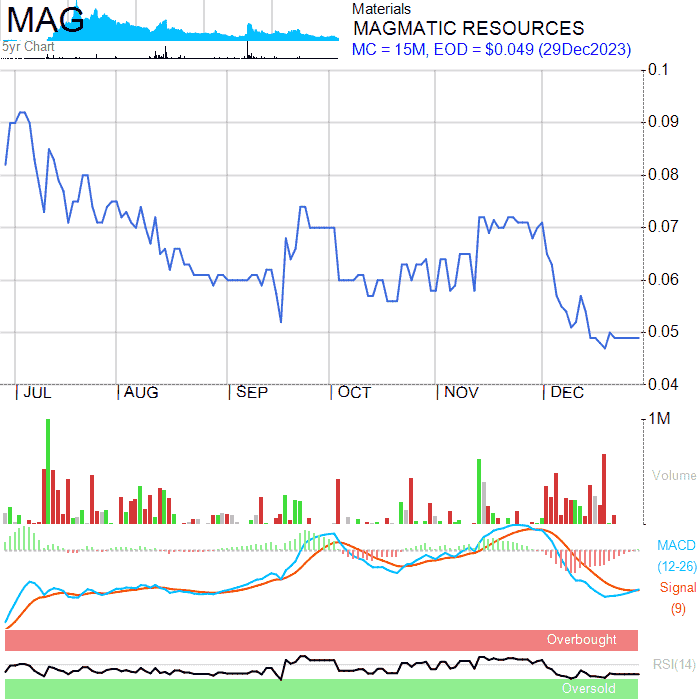 MAG
5yr Chart
Materials
MAGMATIC RESOURCES
MC = 15M, EOD = $0.049 (29Dec2023)
0.1
0.09
0.08
0.07
0.06
0.05
0.04
JUL AUG SEP OCT NOV DEC
1M
Volume
MACD
(12-26)
Signal
(9)
Overbought
RSI(14)
Oversold